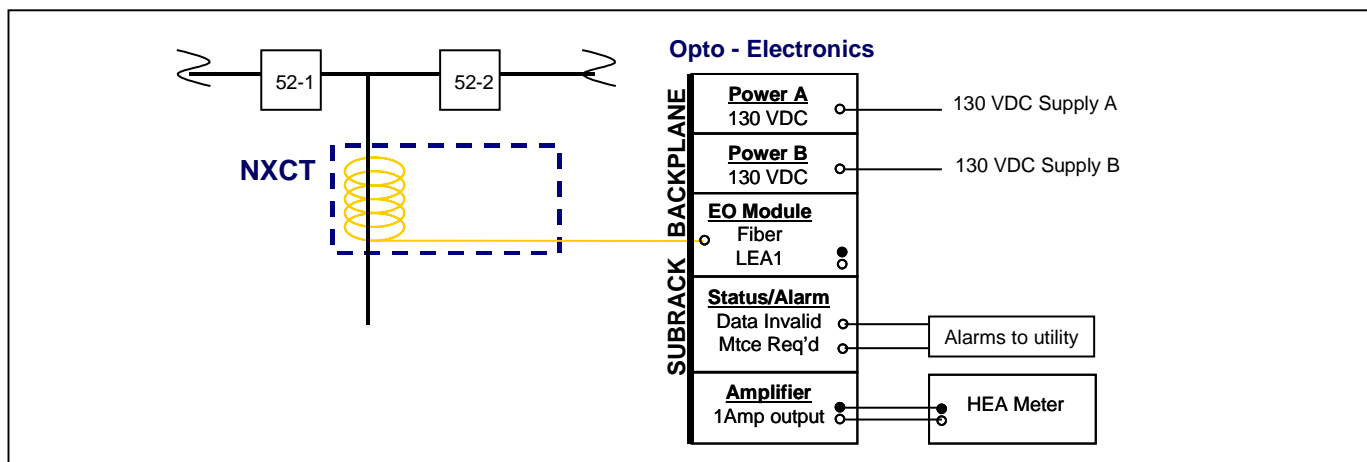 Opto - Electronics
52-1
52-2
NXCT
SUBRACK BACKPLANE
Power A
130 VDC
130 VDC Supply A
Power B
130 VDC
130 VDC Supply B
EO Module
Fiber
LEA1
Status/Alarm
Data Invalid
Mtce Req'd
Alarms to utility
Amplifier
1Amp output
HEA Meter